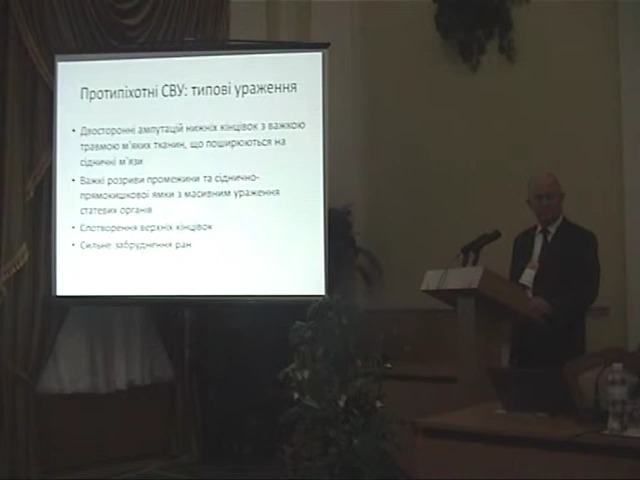 Протипіхотні СВУ: типові ураження
• Двосторонні ампутацій нижніх кінцівок з важкою
травмою м'яких тканин, що поширюються на
сідничні м'язи
• Важкі розриви промежини та сіднично-
прямокишкової ямки з масивним ураження
статевих органів
• Спотворення верхніх кінцівок
• Сильне забруднення ран